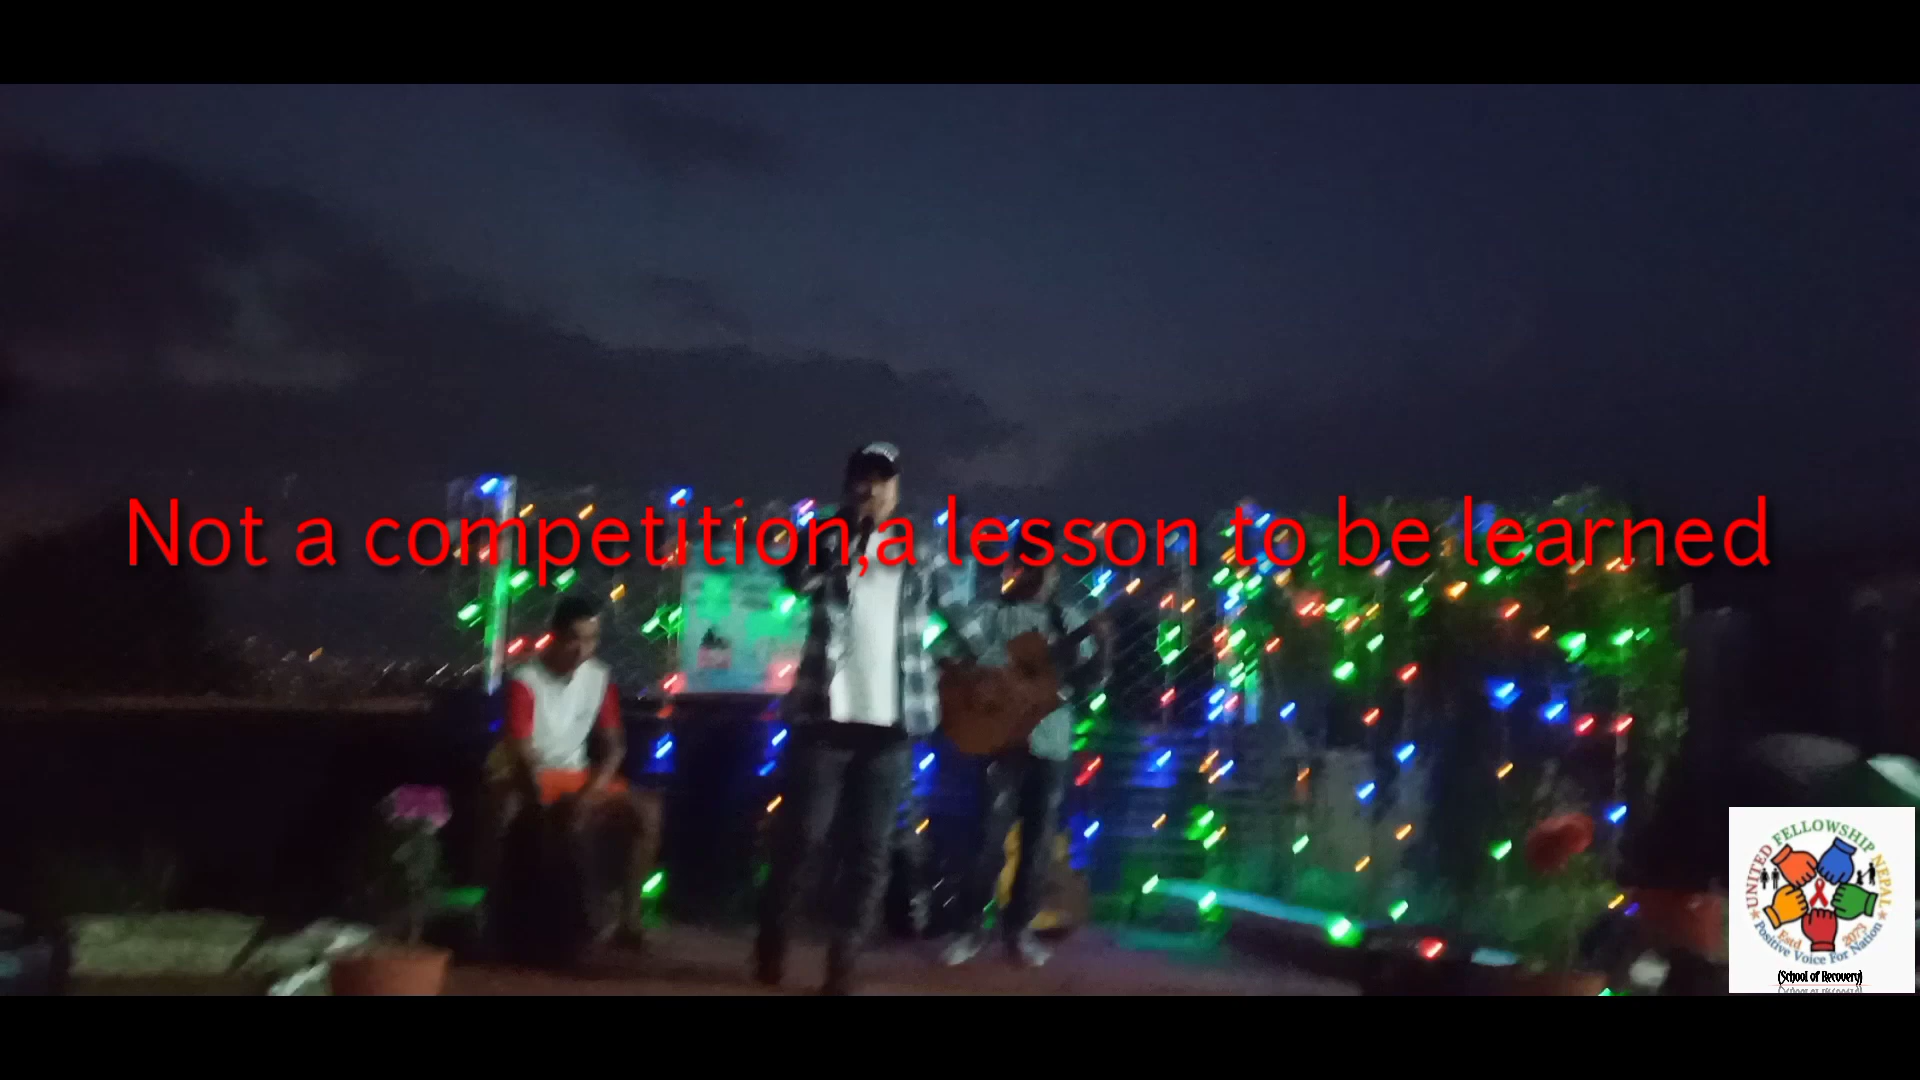 Not a competition,a lesson to be learned
UNITED FELLOWSHIP NEPAL
Estd 2073
Positive Voice For Nation
(School of Recovery)